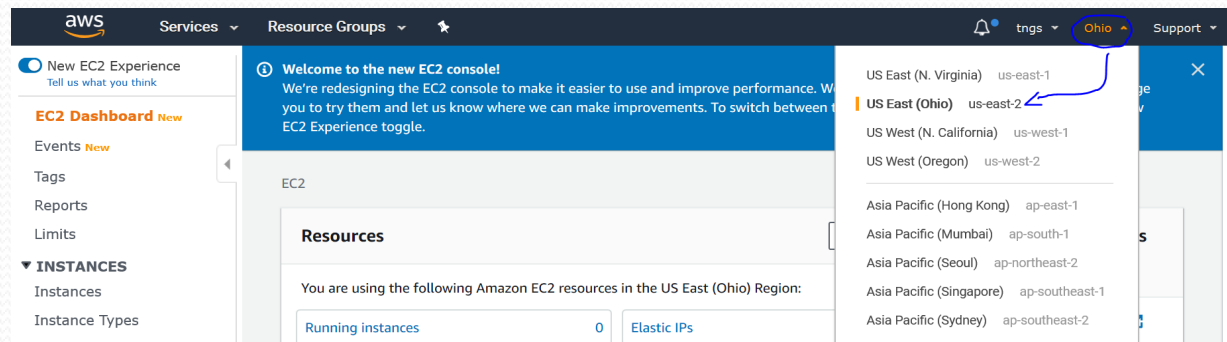 aws Services Resource Groups tngs Ohio Support
New EC2 Experience
Tell us what you think
EC2 Dashboard New
Events New
Tags
Reports
Limits
INSTANCES
Instances
Instance Types
Welcome to the new EC2 console!
We're redesigning the EC2 console to make it easier to use and improve performance.
you to try them and let us know where we can make improvements. To switch between
EC2 Experience toggle.
EC2
Resources
You are using the following Amazon EC2 resources in the US East (Ohio) Region:
Running instances 0 Elastic IPs
US East (N. Virginia) us-east-1
US East (Ohio) us-east-2
US West (N. California) us-west-1
US West (Oregon) us-west-2
Asia Pacific (Hong Kong) ap-east-1
Asia Pacific (Mumbai) ap-south-1
Asia Pacific (Seoul) ap-northeast-2
Asia Pacific (Singapore) ap-southeast-1
Asia Pacific (Sydney) ap-southeast-2